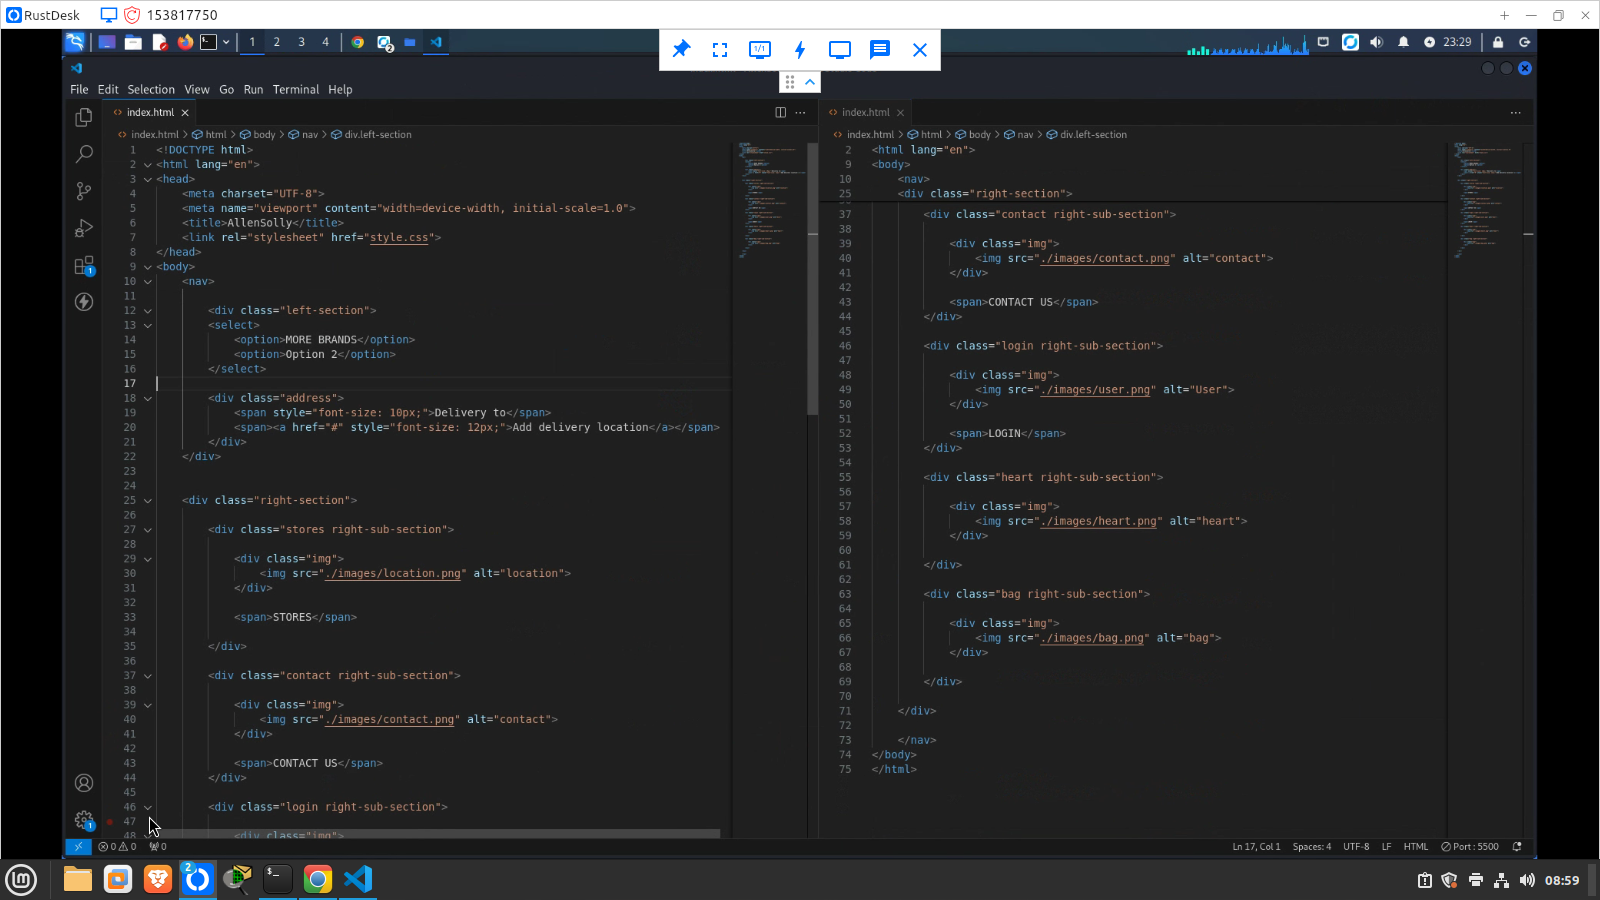 RustDesk
153817750
1 2 3 4
1/1
2
23:29
File Edit Selection View Go Run Terminal Help
index.html
index.html > html > body > nav > div.left-section
1 <!DOCTYPE html>
2 <html lang="en">
3 <head>
4 <meta charset="UTF-8">
5 <meta name="viewport" content="width=device-width, initial-scale=1.0">
6 <title>AllenSolly</title>
7 <link rel="stylesheet" href="style.css">
8 </head>
9 <body>
10 <nav>
11
12 <div class="left-section">
13 <select>
14 <option>MORE BRANDS</option>
15 <option>Option 2</option>
16 </select>
17
18 <div class="address">
19 <span style="font-size: 10px;">Delivery to</span>
20 <span><a href="#" style="font-size: 12px;">Add delivery location</a></span>
21 </div>
22 </div>
23
24
25 <div class="right-section">
26
27 <div class="stores right-sub-section">
28
29 <div class="img">
30 <img src="./images/location.png" alt="location">
31 </div>
32
33 <span>STORES</span>
34
35 </div>
36
37 <div class="contact right-sub-section">
38
39 <div class="img">
40 <img src="./images/contact.png" alt="contact">
41 </div>
42
43 <span>CONTACT US</span>
44 </div>
45
46 <div class="login right-sub-section">
47
48 <div class="img">
index.html
index.html > html > body > nav > div.left-section
2 <html lang="en">
9 <body>
10 <nav>
25 <div class="right-section">
37 <div class="contact right-sub-section">
38
39 <div class="img">
40 <img src="./images/contact.png" alt="contact">
41 </div>
42
43 <span>CONTACT US</span>
44 </div>
45
46 <div class="login right-sub-section">
47
48 <div class="img">
49 <img src="./images/user.png" alt="User">
50 </div>
51
52 <span>LOGIN</span>
53 </div>
54
55 <div class="heart right-sub-section">
56
57 <div class="img">
58 <img src="./images/heart.png" alt="heart">
59 </div>
60
61 </div>
62
63 <div class="bag right-sub-section">
64
65 <div class="img">
66 <img src="./images/bag.png" alt="bag">
67 </div>
68
69 </div>
70
71 </div>
72
73 </nav>
74 </body>
75 </html>
1
1
0 0 0
Ln 17, Col 1 Spaces: 4 UTF-8 LF HTML Port : 5500
2
08:59